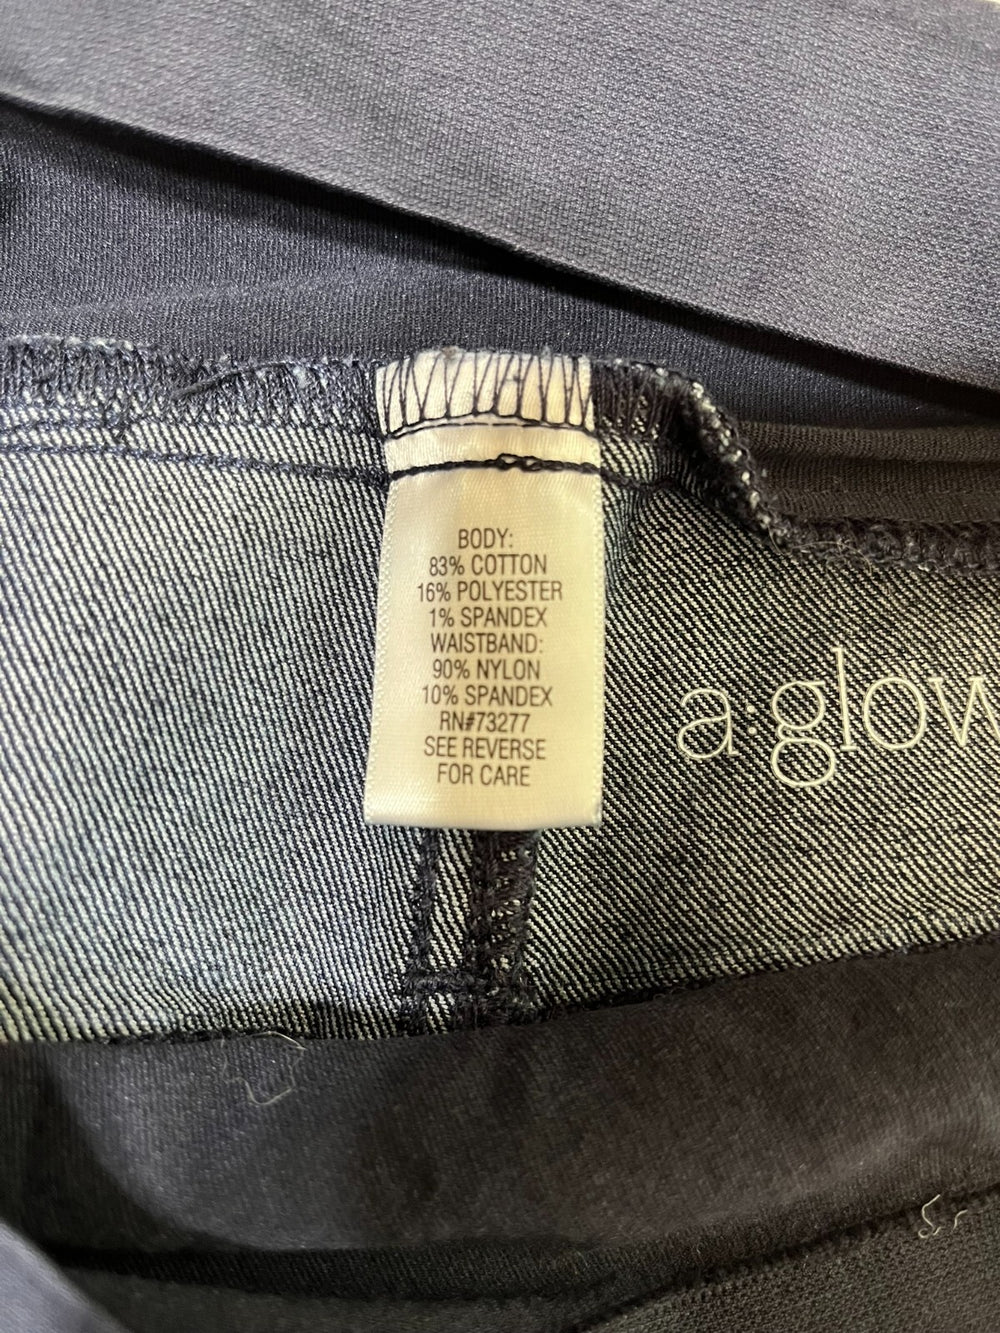 BODY:
83% COTTON
16% POLYESTER
1% SPANDEX
WAISTBAND:
90% NYLON
10% SPANDEX
RN#73277
SEE REVERSE
FOR CARE
a:glow